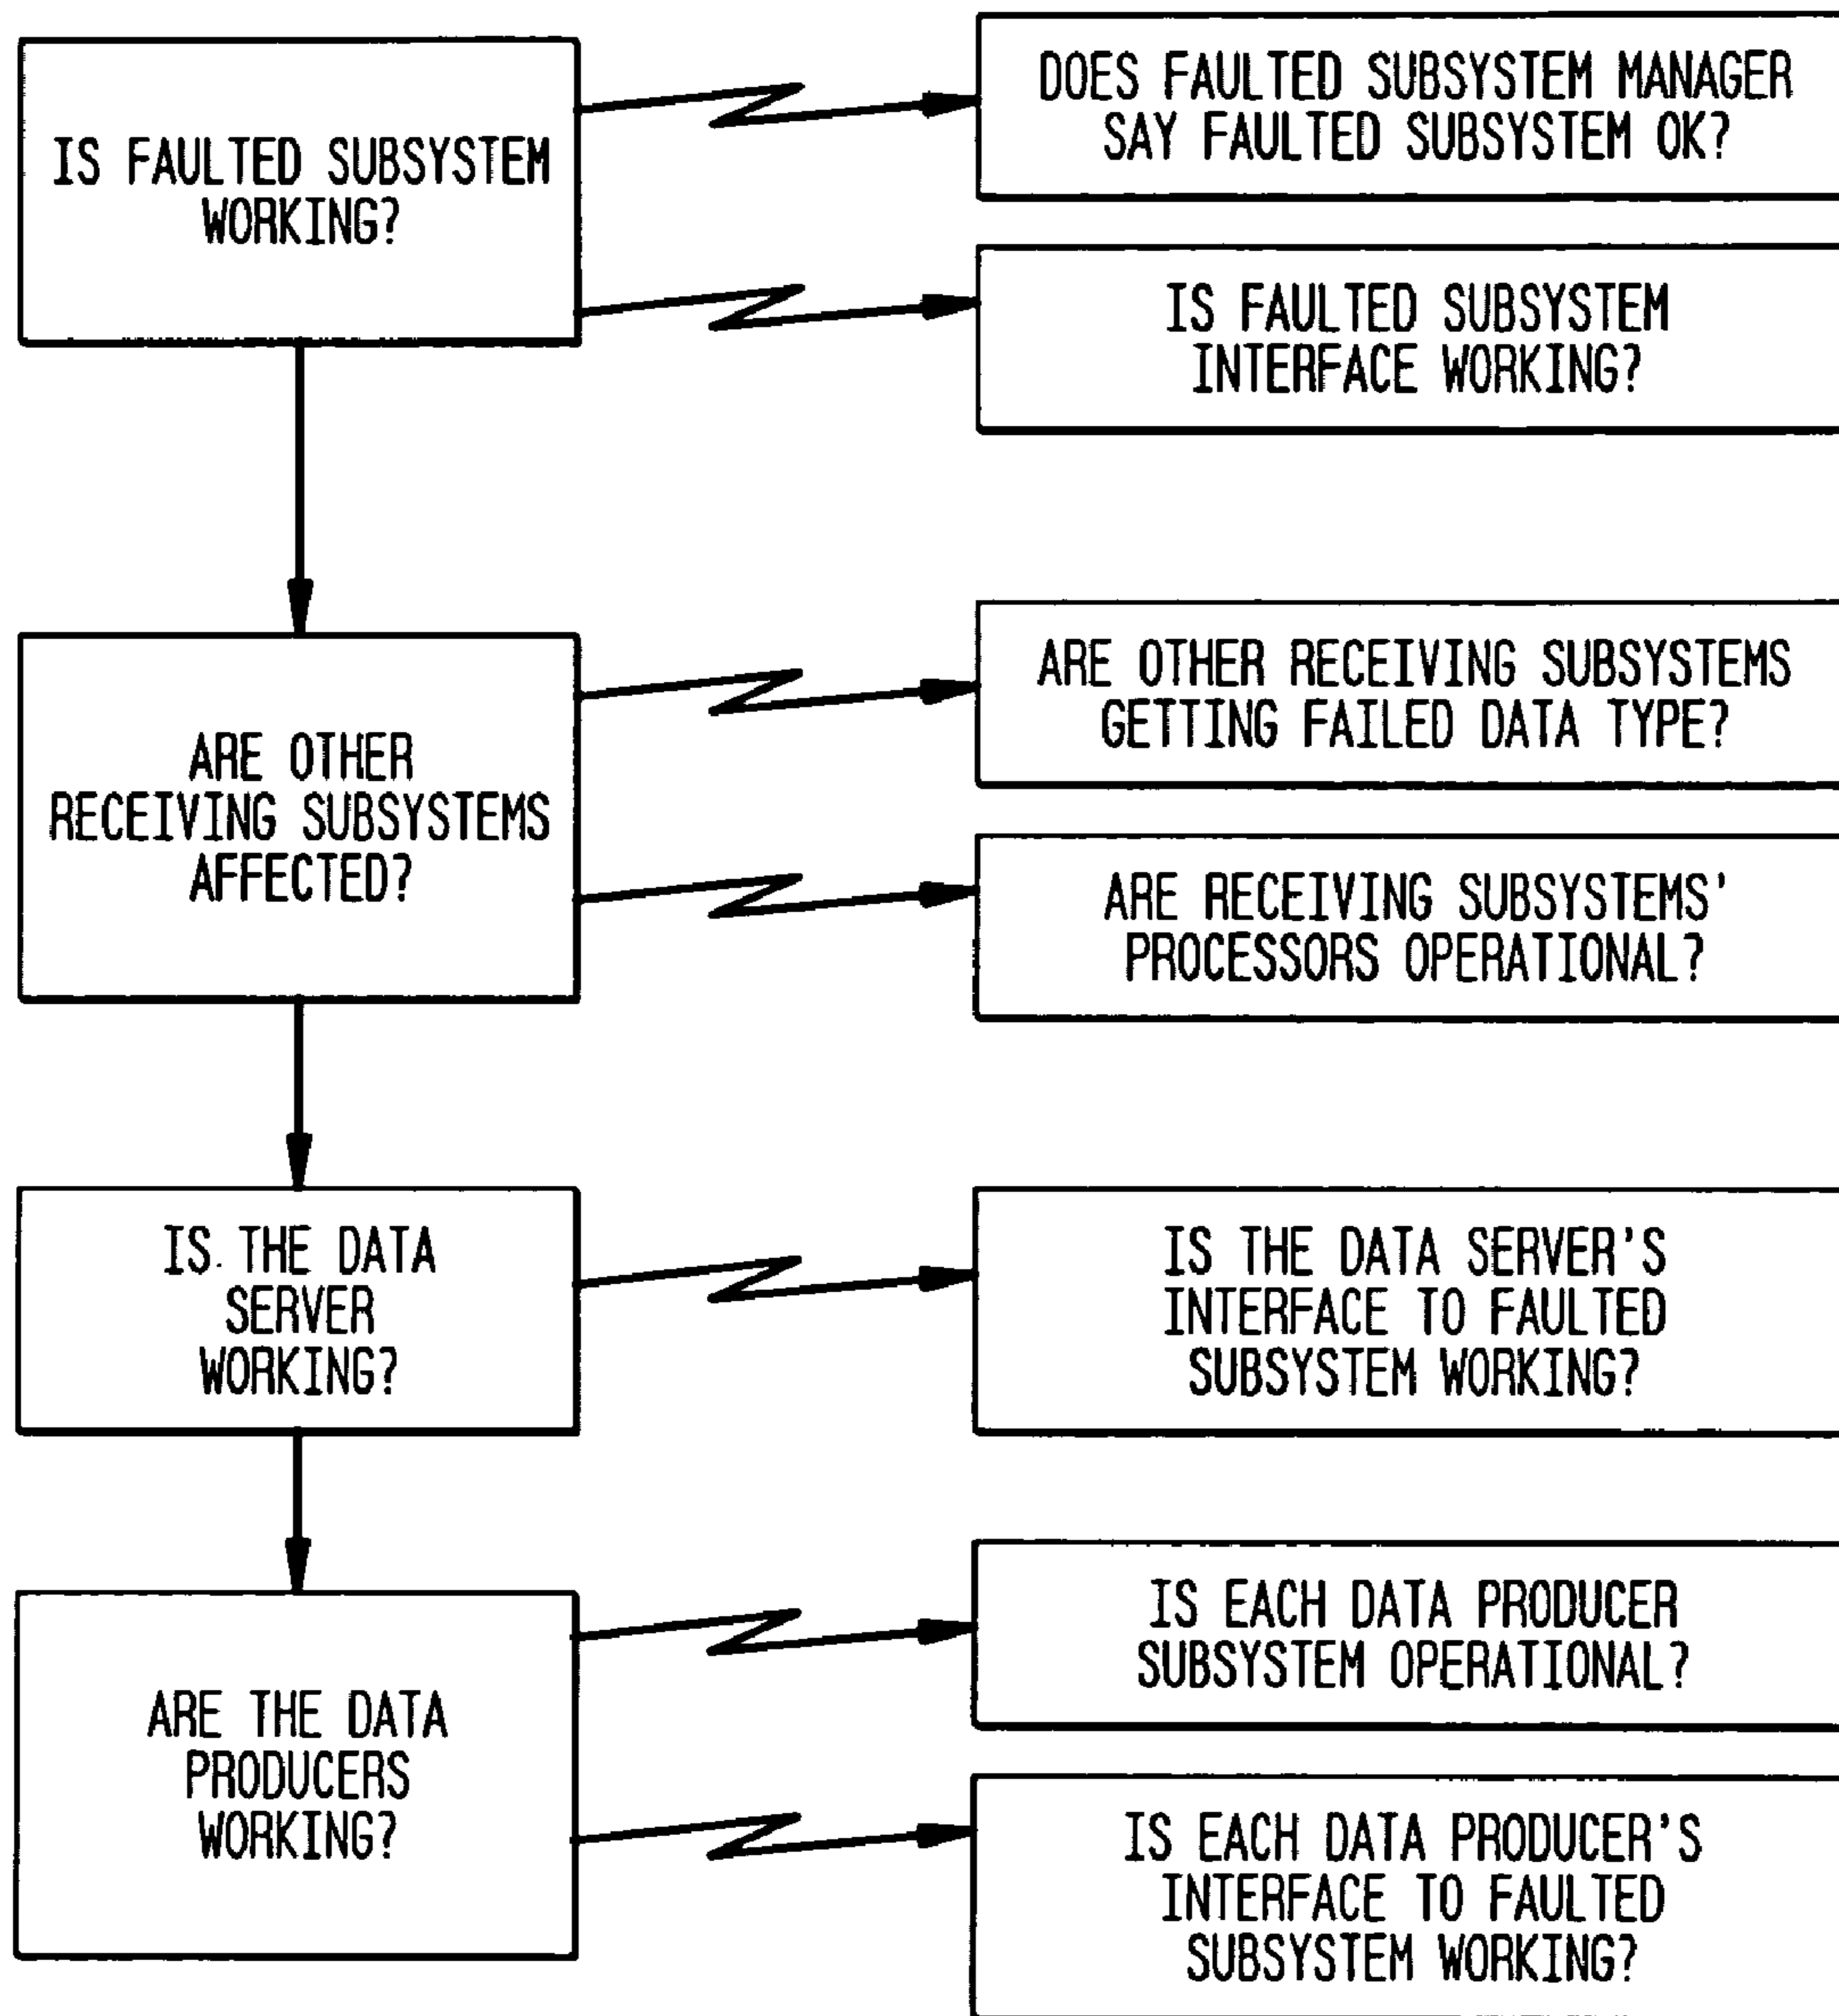 IS FAULTED SUBSYSTEM
WORKING?
DOES FAULTED SUBSYSTEM MANAGER
SAY FAULTED SUBSYSTEM OK?
IS FAULTED SUBSYSTEM
INTERFACE WORKING?
ARE OTHER
RECEIVING SUBSYSTEMS
AFFECTED?
ARE OTHER RECEIVING SUBSYSTEMS
GETTING FAILED DATA TYPE?
ARE RECEIVING SUBSYSTEMS'
PROCESSORS OPERATIONAL?
IS THE DATA
SERVER
WORKING?
IS THE DATA SERVER'S
INTERFACE TO FAULTED
SUBSYSTEM WORKING?
ARE THE DATA
PRODUCERS
WORKING?
IS EACH DATA PRODUCER
SUBSYSTEM OPERATIONAL?
IS EACH DATA PRODUCER'S
INTERFACE TO FAULTED
SUBSYSTEM WORKING?